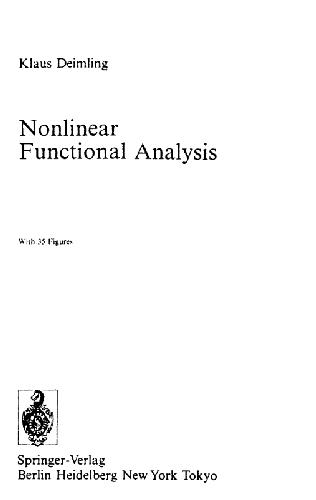 Klaus Deimling
Nonlinear
Functional Analysis
With 35 Figures
Springer-Verlag
Berlin Heidelberg New York Tokyo